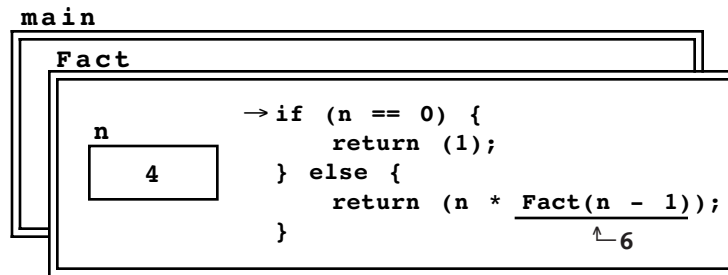 main
Fact
→ if (n == 0) {
n
return (1);
4
} else {
return (n * Fact(n - 1));
}
6